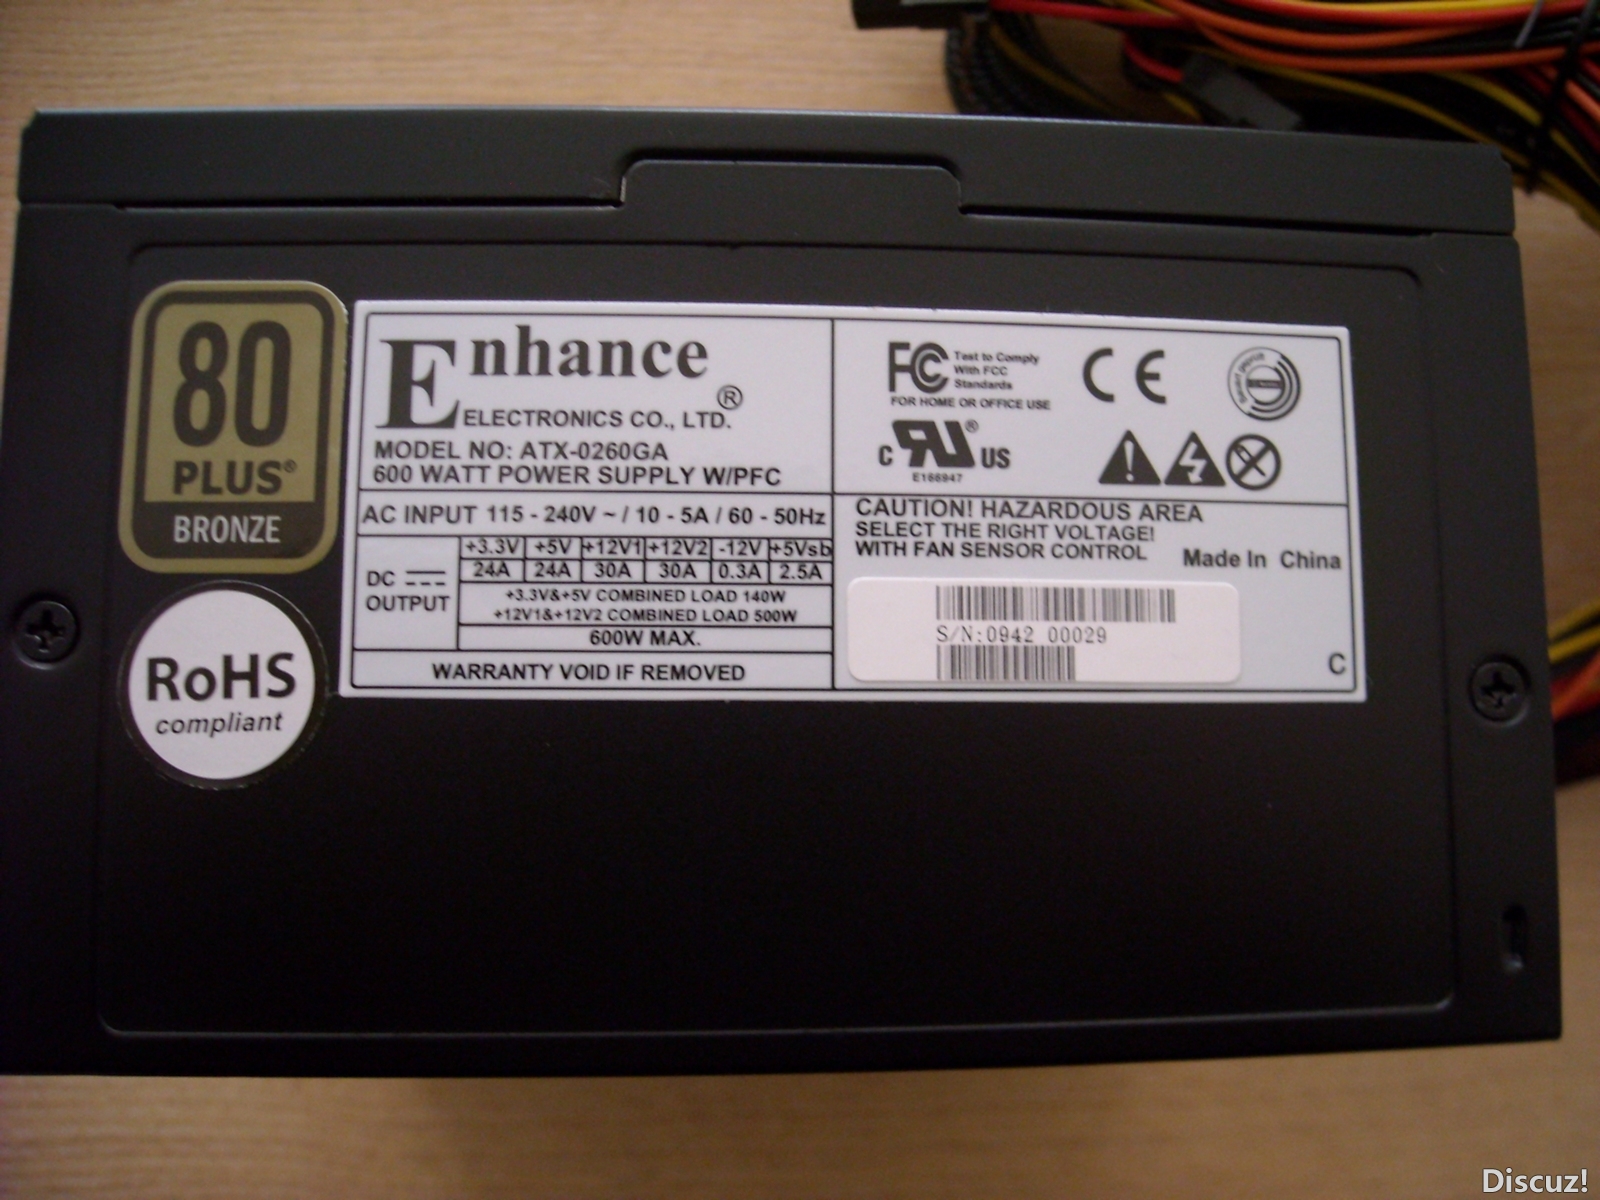 80
PLUS®
BRONZE
RoHS
compliant
Enhance®
ELECTRONICS CO., LTD.
MODEL NO: ATX-0260GA
600 WATT POWER SUPPLY W/PFC
AC INPUT 115 - 240V ~ / 10 - 5A / 60 - 50Hz
DC OUTPUT
+3.3V +5V +12V1 +12V2 -12V +5Vsb
24A 24A 30A 30A 0.3A 2.5A
+3.3V&+5V COMBINED LOAD 140W
+12V1&+12V2 COMBINED LOAD 500W
600W MAX.
WARRANTY VOID IF REMOVED
FC Test to Comply
With FCC
Standards
FOR HOME OR OFFICE USE
CE
c RU® US
E166947
CAUTION! HAZARDOUS AREA
SELECT THE RIGHT VOLTAGE!
WITH FAN SENSOR CONTROL
Made In China
S/N:0942 00029
C
Discuz!